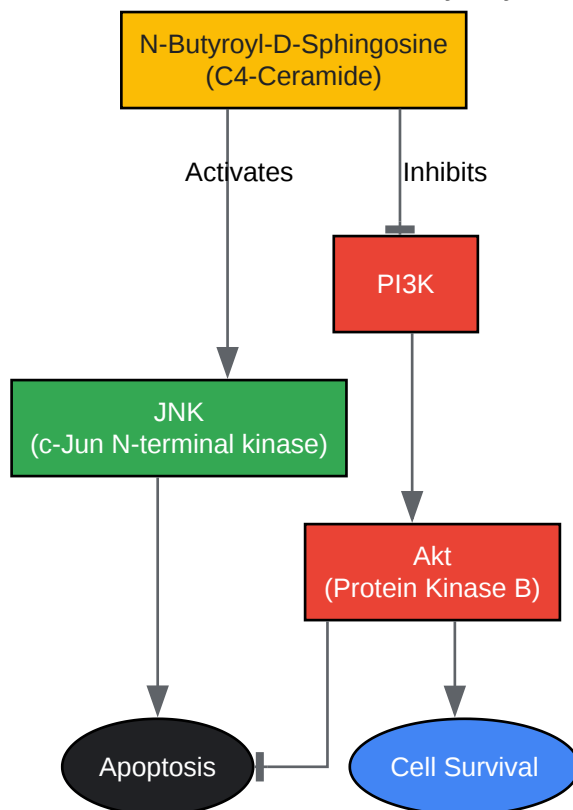 N-Butyroyl-D-Sphingosine
(C4-Ceramide)
Activates
Inhibits
PI3K
JNK
(c-Jun N-terminal kinase)
Akt
(Protein Kinase B)
Apoptosis
Cell Survival